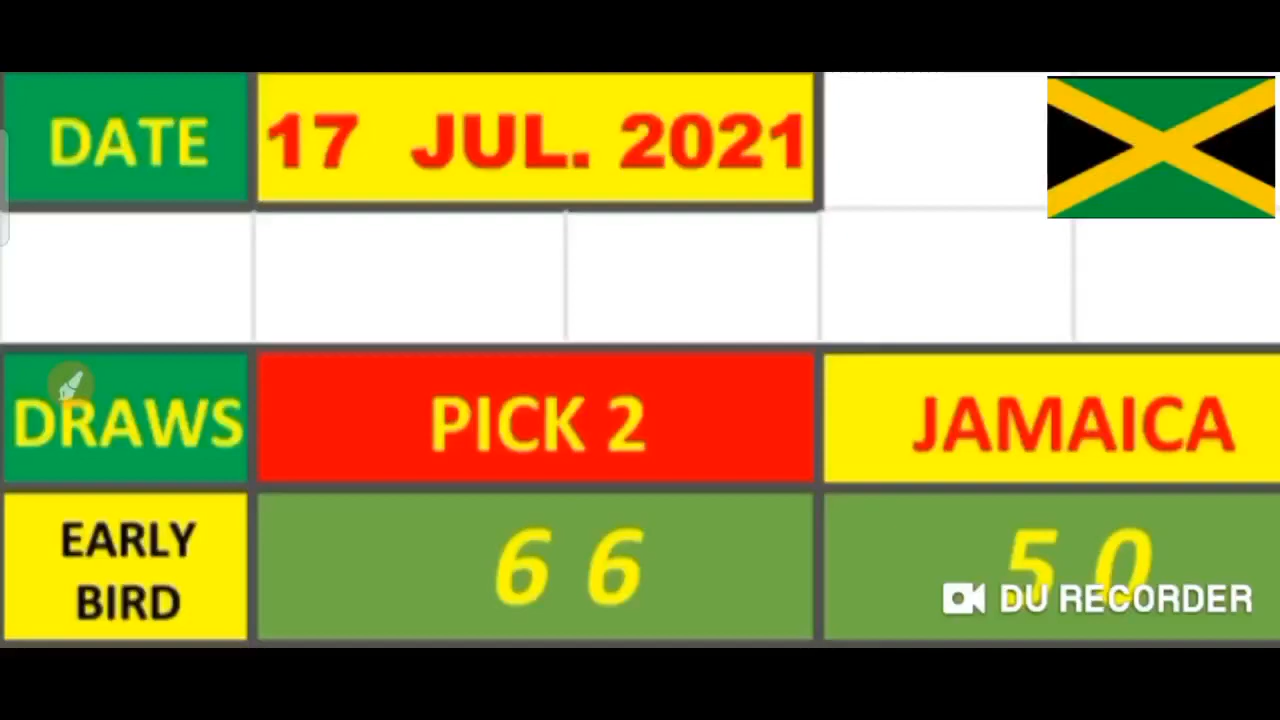 DATE 17 JUL. 2021
DRAWS PICK 2 JAMAICA
EARLY BIRD 6 6 5 0
DU RECORDER